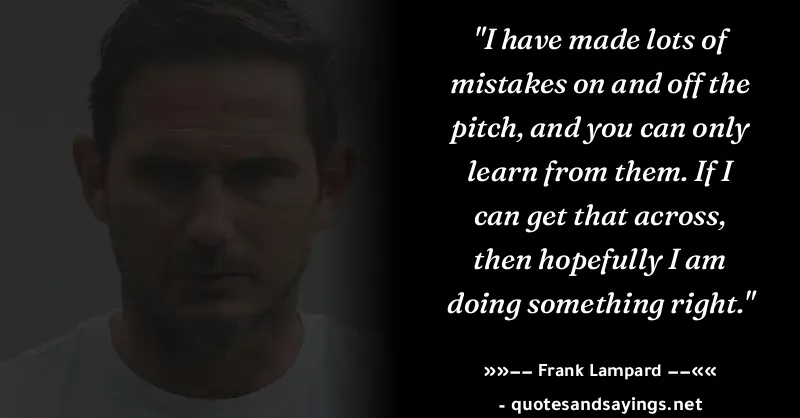 "I have made lots of
mistakes on and off the
pitch, and you can only
learn from them. If I
can get that across,
then hopefully I am
doing something right."
»»−− Frank Lampard −−««
- quotesandsayings.net